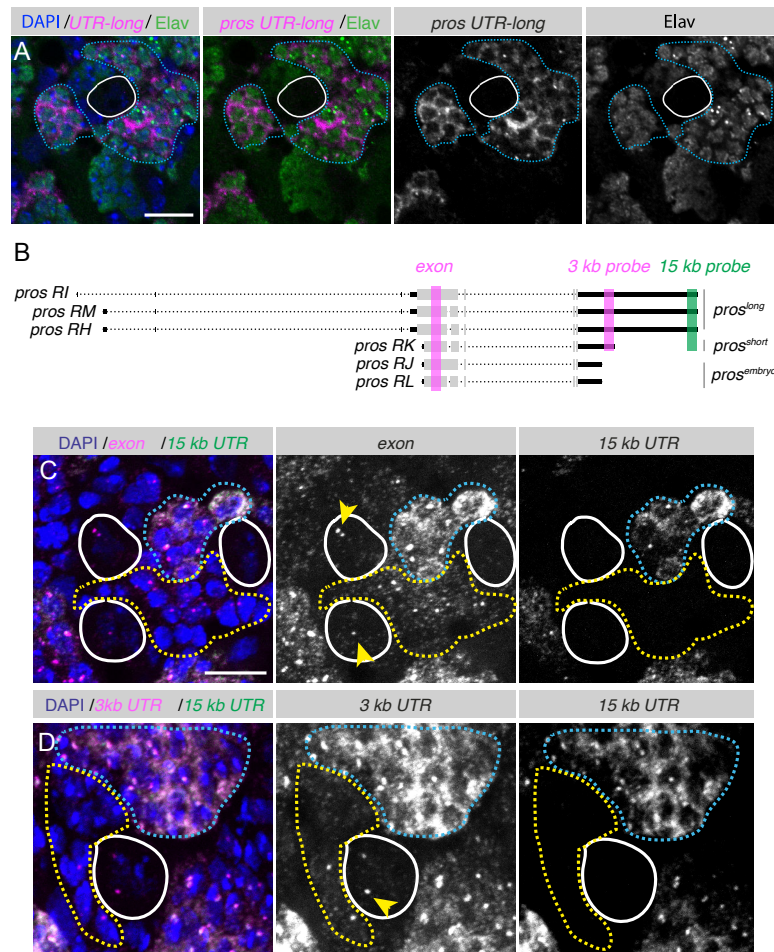 DAPI/UTR-long/Elav
pros UTR-long/Elav
pros UTR-long
Elav
A
B
exon
3 kb probe
15 kb probe
pros RI
pros RM
pros RH
pros RK
pros RJ
pros RL
pros long
pros short
pros embryo
DAPI /exon /15 kb UTR
exon
15 kb UTR
C
DAPI /3kb UTR /15 kb UTR
3 kb UTR
15 kb UTR
D